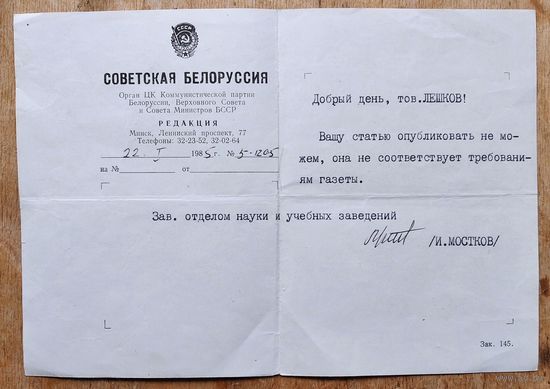 СОВЕТСКАЯ БЕЛОРУССИЯ
Орган ЦК Коммунистической партии
Белоруссии, Верховного Совета
и Совета Министров БССР
РЕДАКЦИЯ
Минск, Ленинский проспект, 77
Телефоны: 32-23-52, 32-02-64
22. I 1985 г. № 5-1205
на № от
Добрый день, тов.ЛЕШКОВ!
Вашу статью опубликовать не мо-
жем, она не соответствует требовани-
ям газеты.
Зав. отделом науки и учебных заведений
/И.МОСТКОВ/
Зак. 145.